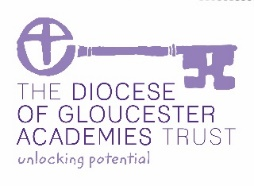 THE DIOCESE
OF GLOUCESTER
ACADEMIES TRUST
unlocking potential